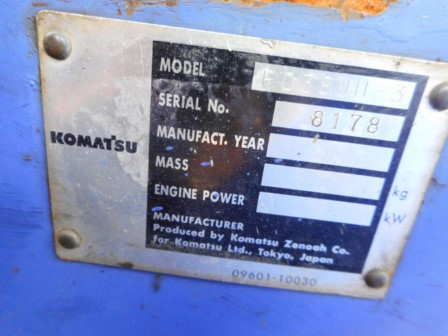 KOMATSU
MODEL
SERIAL No. 8178
MANUFACT. YEAR
MASS kg
ENGINE POWER kW
MANUFACTURER
Produced by Komatsu Zenoah Co.
for Komatsu Ltd., Tokyo, Japan
09601-10030